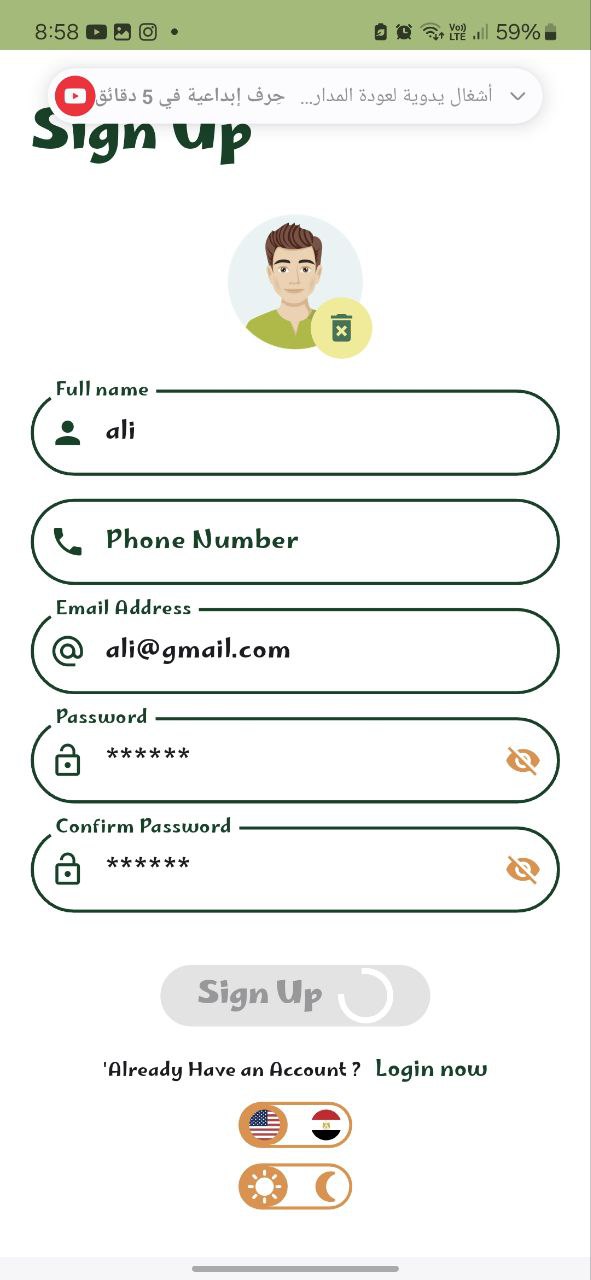 8:58 Vo)) LTE 59%
أشغال يدوية لعودة المدار... حِرف إبداعية في 5 دقائق
Sign Up
Full name
ali
Phone Number
Email Address
ali@gmail.com
Password
******
Confirm Password
******
Sign Up
'Already Have an Account ? Login now